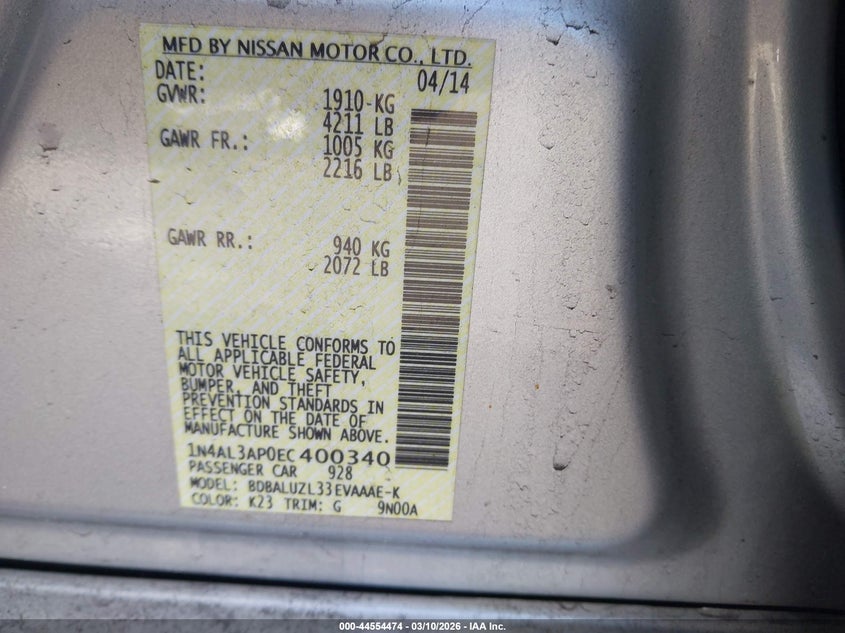 MFD BY NISSAN MOTOR CO., LTD.
DATE: 04/14
GVWR: 1910-KG
4211 LB
GAWR FR.: 1005 KG
2216 LB
GAWR RR.: 940 KG
2072 LB
THIS VEHICLE CONFORMS TO
ALL APPLICABLE FEDERAL
MOTOR VEHICLE SAFETY,
BUMPER, AND THEFT
PREVENTION STANDARDS IN
EFFECT ON THE DATE OF
MANUFACTURE SHOWN ABOVE.
1N4AL3AP0EC400340
PASSENGER CAR 928
MODEL: BDBALUZL33EVAAAE-K
COLOR: K23 TRIM: G 9N00A
000-44554474 - 03/10/2026 - IAA Inc.